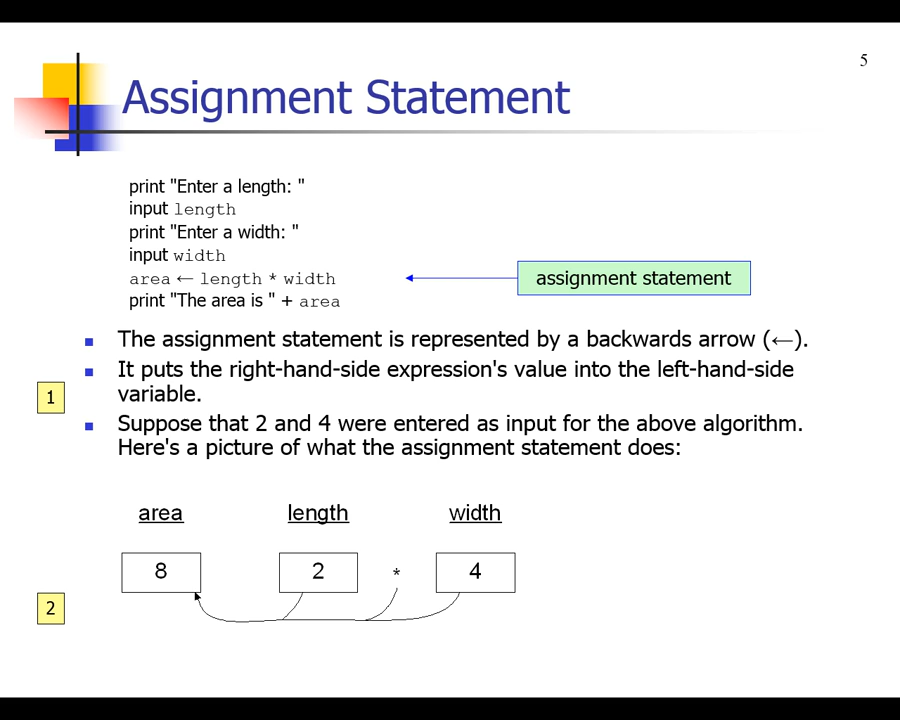 5
Assignment Statement
print "Enter a length: "
input length
print "Enter a width: "
input width
area ← length * width
assignment statement
print "The area is " + area
The assignment statement is represented by a backwards arrow (←).
It puts the right-hand-side expression's value into the left-hand-side
variable.
1
Suppose that 2 and 4 were entered as input for the above algorithm.
Here's a picture of what the assignment statement does:
area length width
8 2 * 4
2